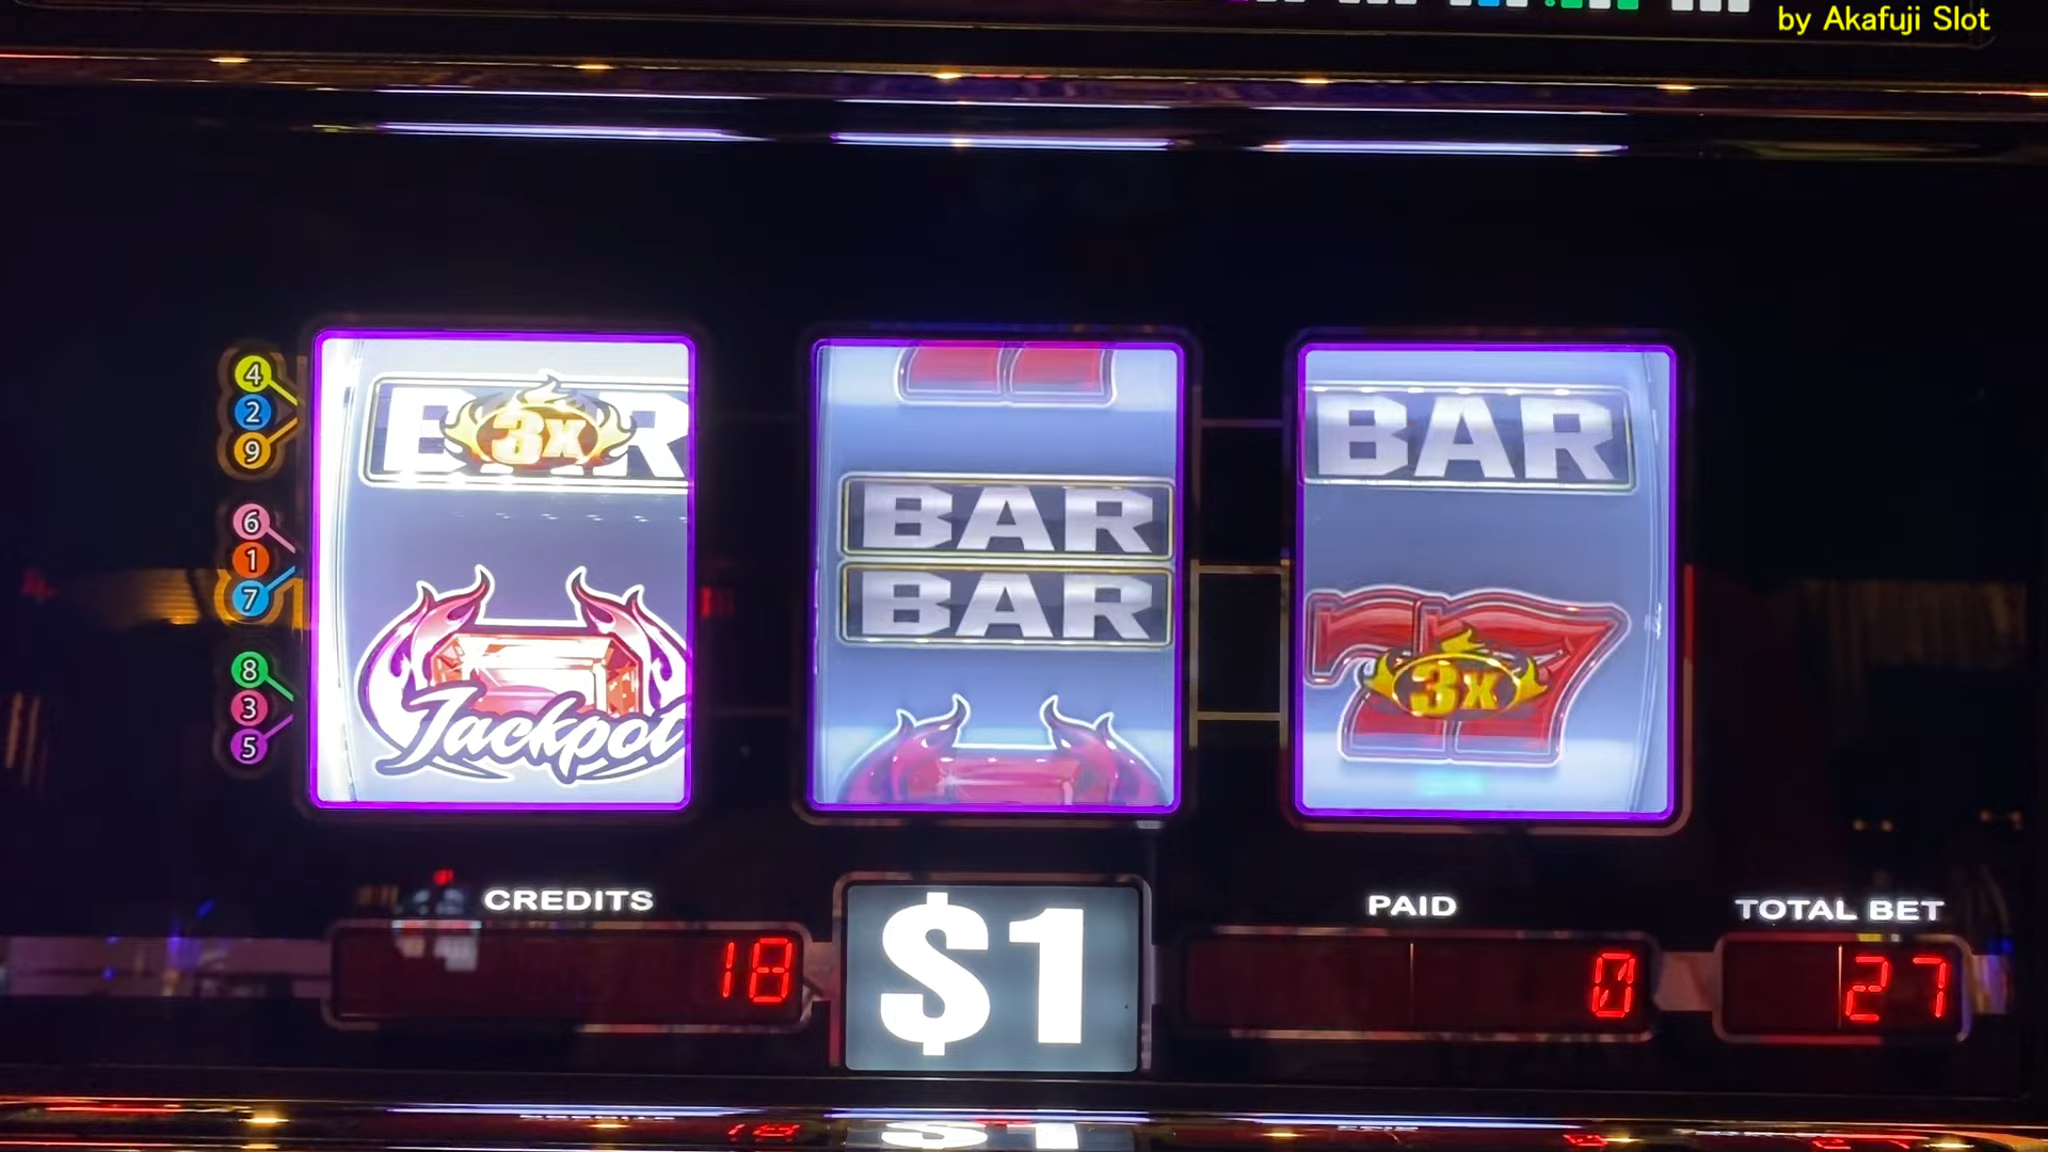 by Akafuji Slot
4
2
9
6
1
7
8
3
5
BAR
3x
Jackpot
BAR
BAR
BAR
3x
CREDITS
18
$1
PAID
0
TOTAL BET
27